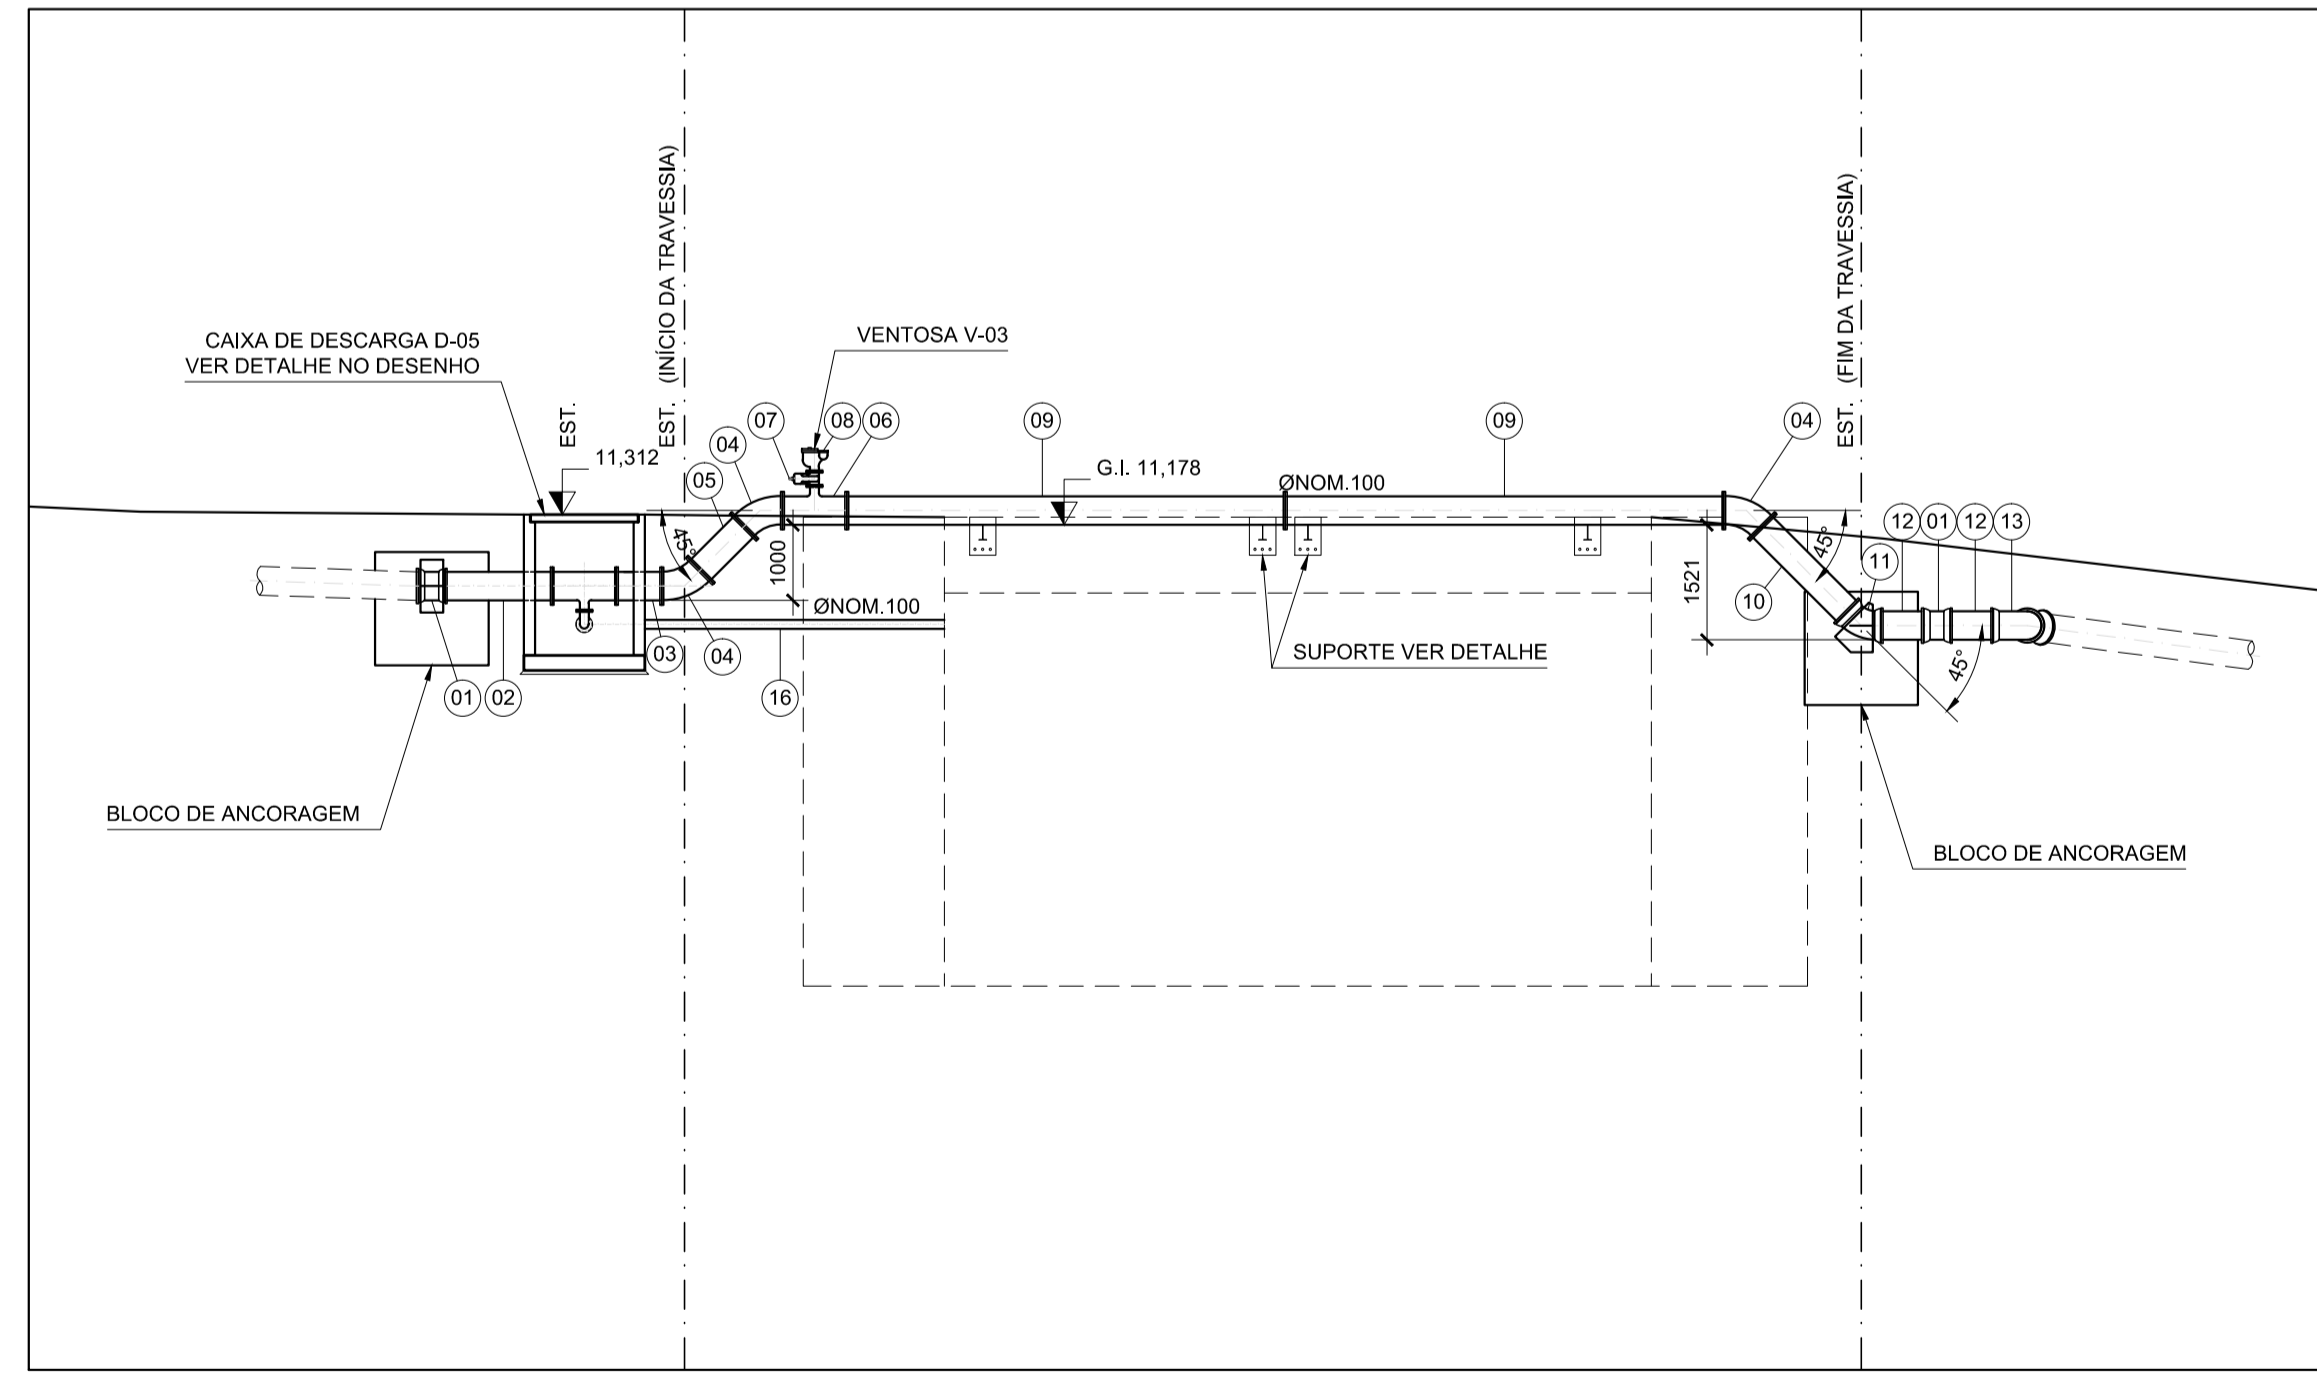 EST. (INÍCIO DA TRAVESSIA)
EST. (FIM DA TRAVESSIA)
CAIXA DE DESCARGA D-05
VER DETALHE NO DESENHO
EST.
11,312
VENTOSA V-03
07
08
06
09
09
04
04
05
G.I. 11,178
ØNOM.100
45°
1000
45°
1521
12
01
12
13
11
10
ØNOM.100
SUPORTE VER DETALHE
03
04
45°
01
02
16
BLOCO DE ANCORAGEM
BLOCO DE ANCORAGEM